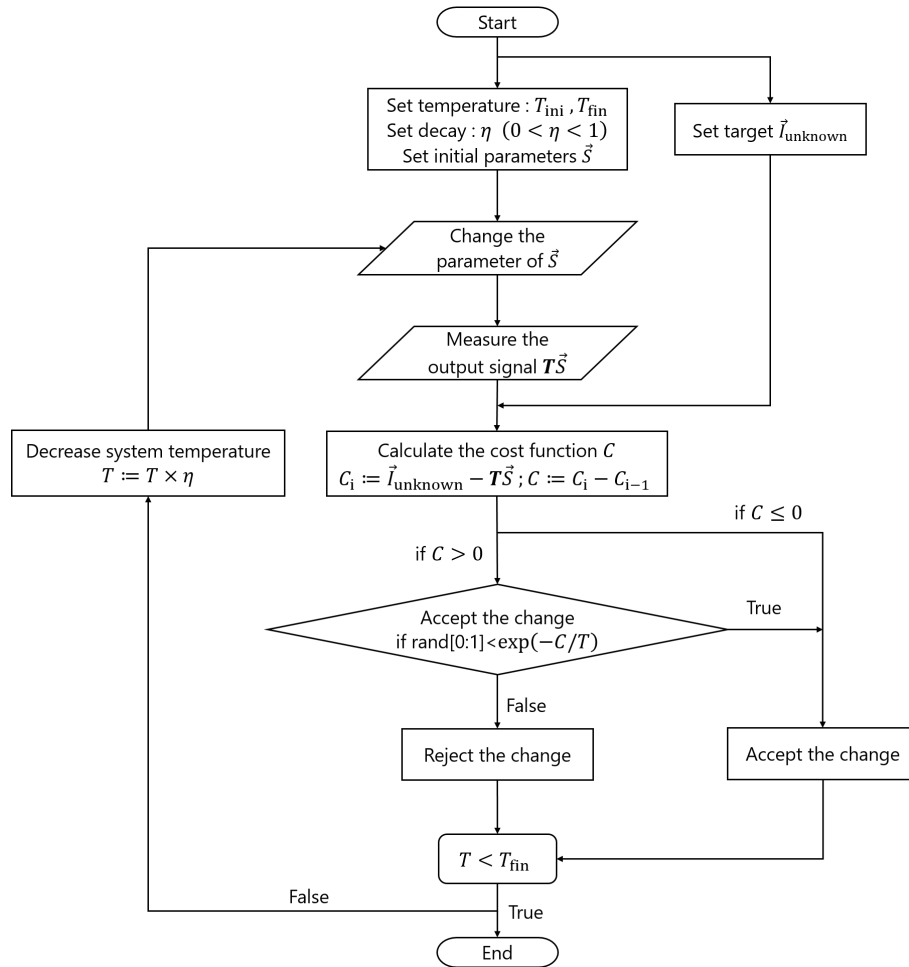 Start
Set temperature : T_ini , T_fin
Set decay : η (0 < η < 1)
Set initial parameters S⃗
Set target I⃗_unknown
Change the
parameter of S⃗
Measure the
output signal TS⃗
Decrease system temperature
T ≔ T × η
Calculate the cost function C
C_i ≔ I⃗_unknown − TS⃗ ; C ≔ C_i − C_i−1
if C ≤ 0
if C > 0
Accept the change
if rand[0:1]<exp(−C/T)
True
False
Reject the change
Accept the change
T < T_fin
False
True
End